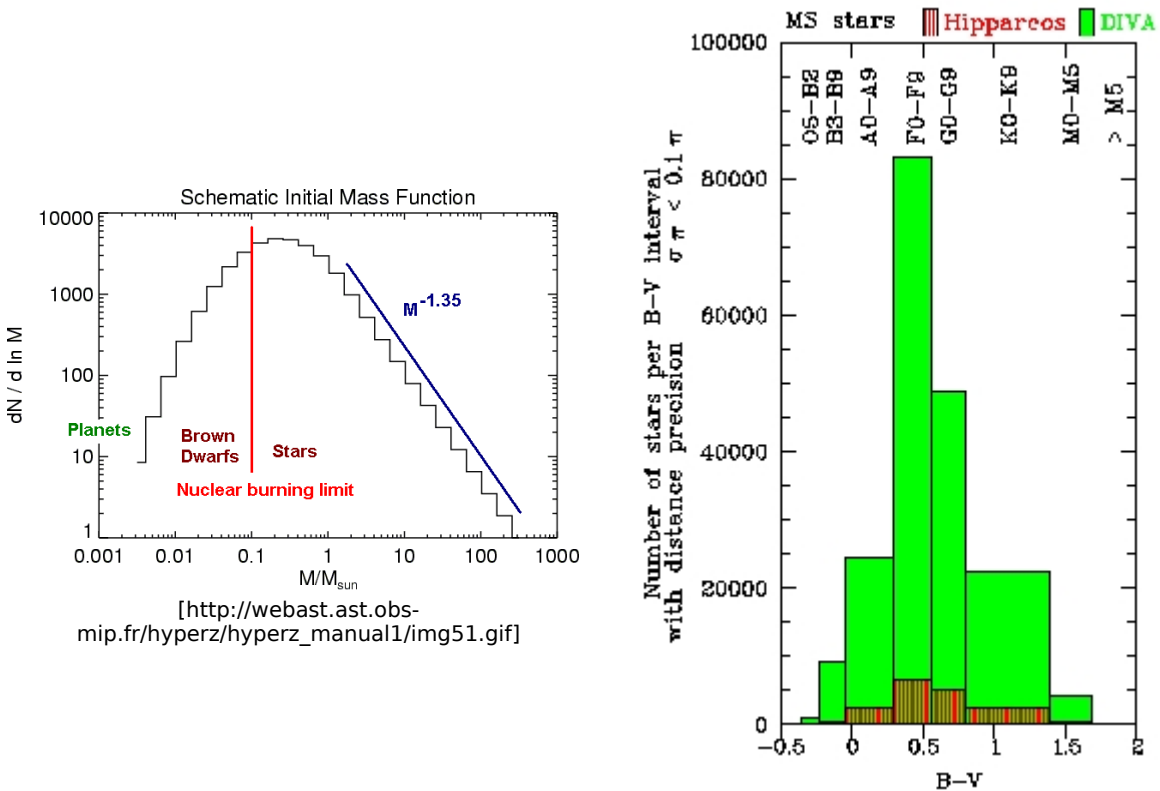 Schematic Initial Mass Function
10000
1000
100
10
1
dN / d ln M
M^-1.35
Planets
Brown
Dwarfs
Stars
Nuclear burning limit
0.001 0.01 0.1 1 10 100 1000
M/Msun
[http://webast.ast.obs-
mip.fr/hyperz/hyperz_manual1/img51.gif]
MS stars Hipparcos DIVA
100000
80000
60000
40000
20000
0
O5-B2
B3-B9
A0-A9
F0-F9
G0-G9
K0-K9
M0-M5
> M5
Number of stars per B-V interval
with distance precision σπ < 0.1π
-0.5 0 0.5 1 1.5 2
B-V